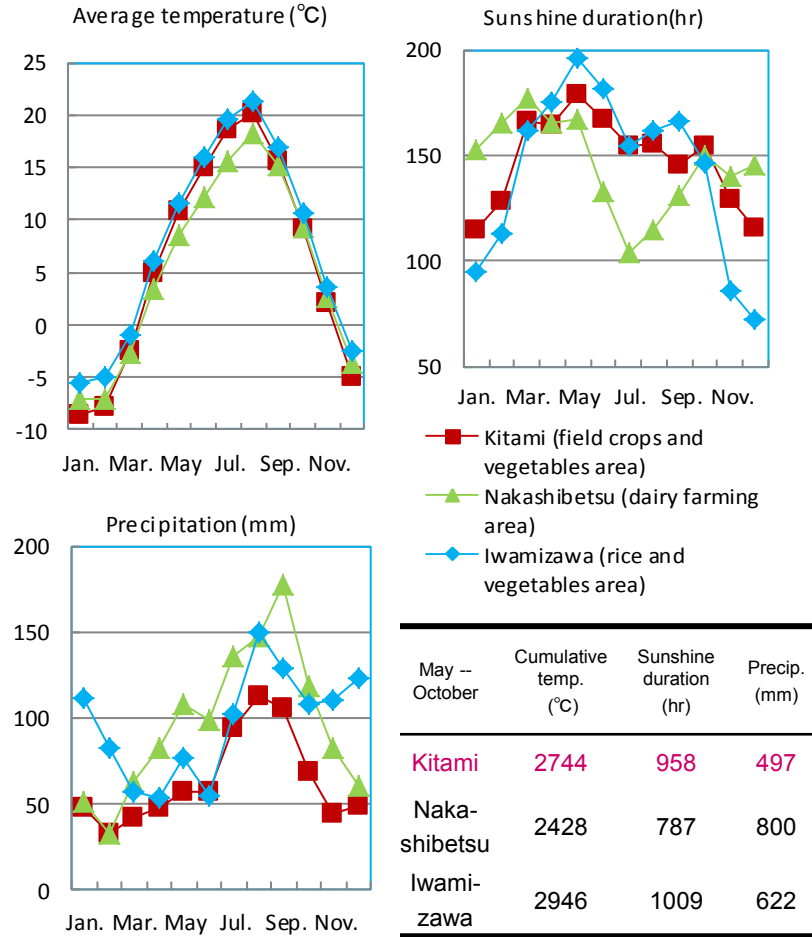 Average temperature (℃)
25
20
15
10
5
0
-5
-10
Jan. Mar. May Jul. Sep. Nov.
Sunshine duration(hr)
200
150
100
50
Jan. Mar. May Jul. Sep. Nov.
Kitami (field crops and
vegetables area)
Nakashibetsu (dairy farming
area)
Iwamizawa (rice and
vegetables area)
Precipitation (mm)
200
150
100
50
0
Jan. Mar. May Jul. Sep. Nov.
May -- October Cumulative temp. (℃) Sunshine duration (hr) Precip. (mm)
Kitami 2744 958 497
Naka-
shibetsu 2428 787 800
Iwami-
zawa 2946 1009 622